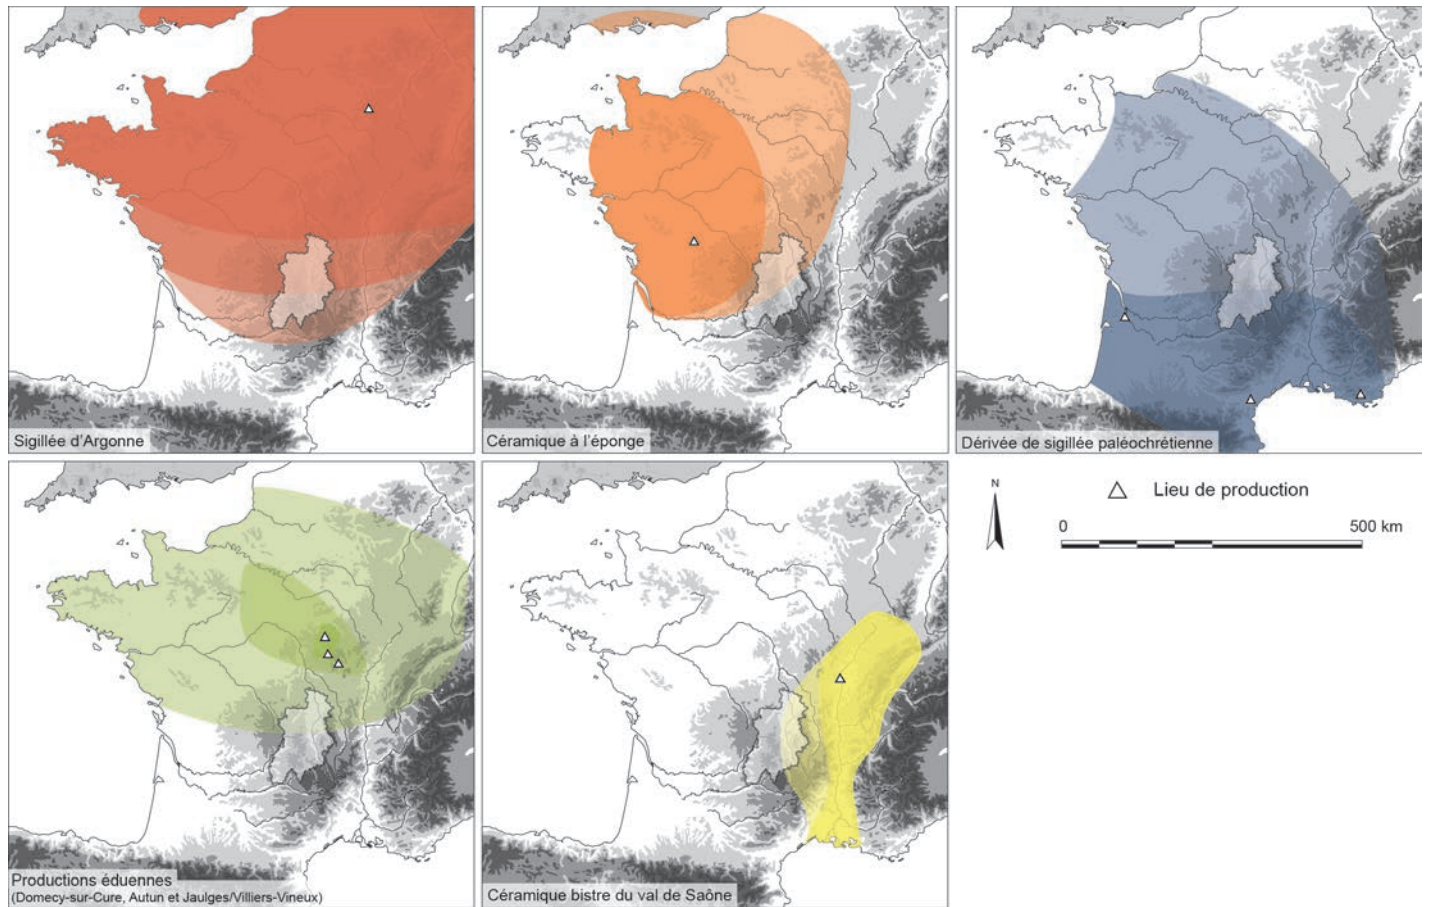 Sigillée d'Argonne
Céramique à l'éponge
Dérivée de sigillée paléochrétienne
Productions éduennes
(Domecy-sur-Cure, Autun et Jaulges/Villiers-Vineux)
Céramique bistre du val de Saône
N
Lieu de production
0 500 km